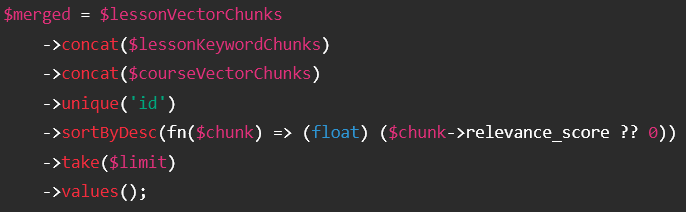 $merged = $lessonVectorChunks
    ->concat($lessonKeywordChunks)
    ->concat($courseVectorChunks)
    ->unique('id')
    ->sortByDesc(fn($chunk) => (float) ($chunk->relevance_score ?? 0))
    ->take($limit)
    ->values();